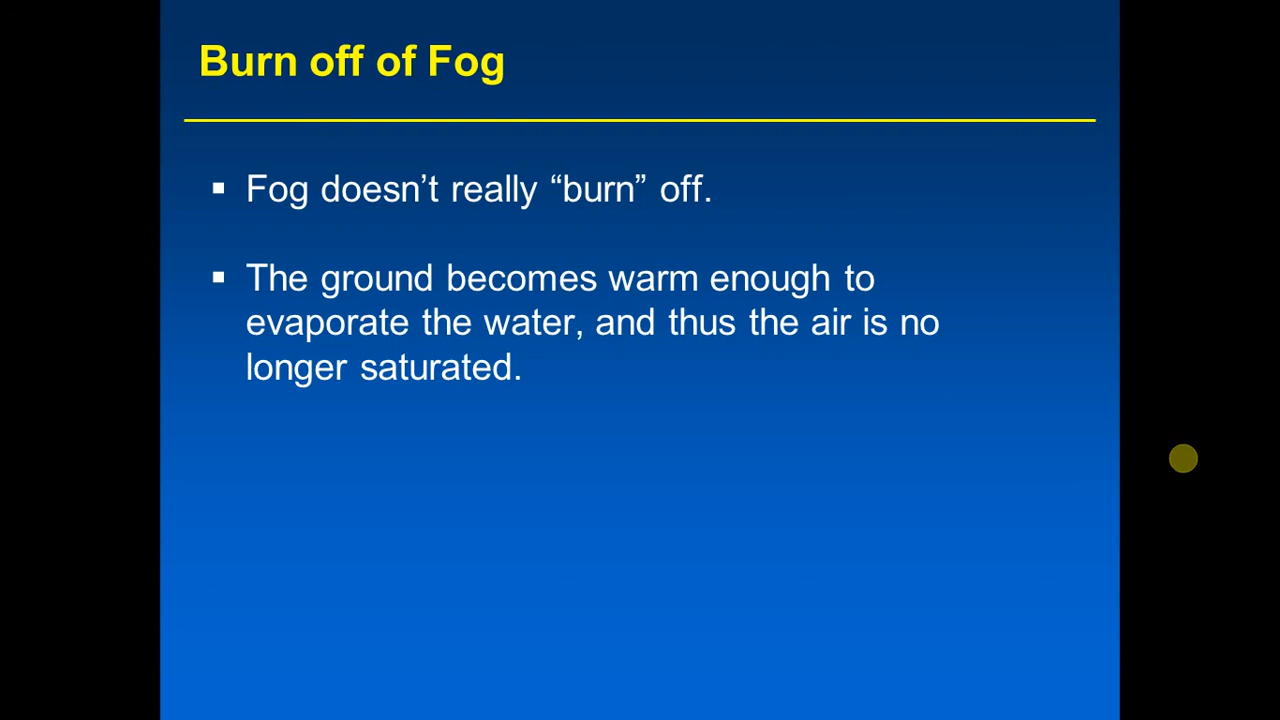 Burn off of Fog
▪ Fog doesn’t really “burn” off.
▪ The ground becomes warm enough to
evaporate the water, and thus the air is no
longer saturated.